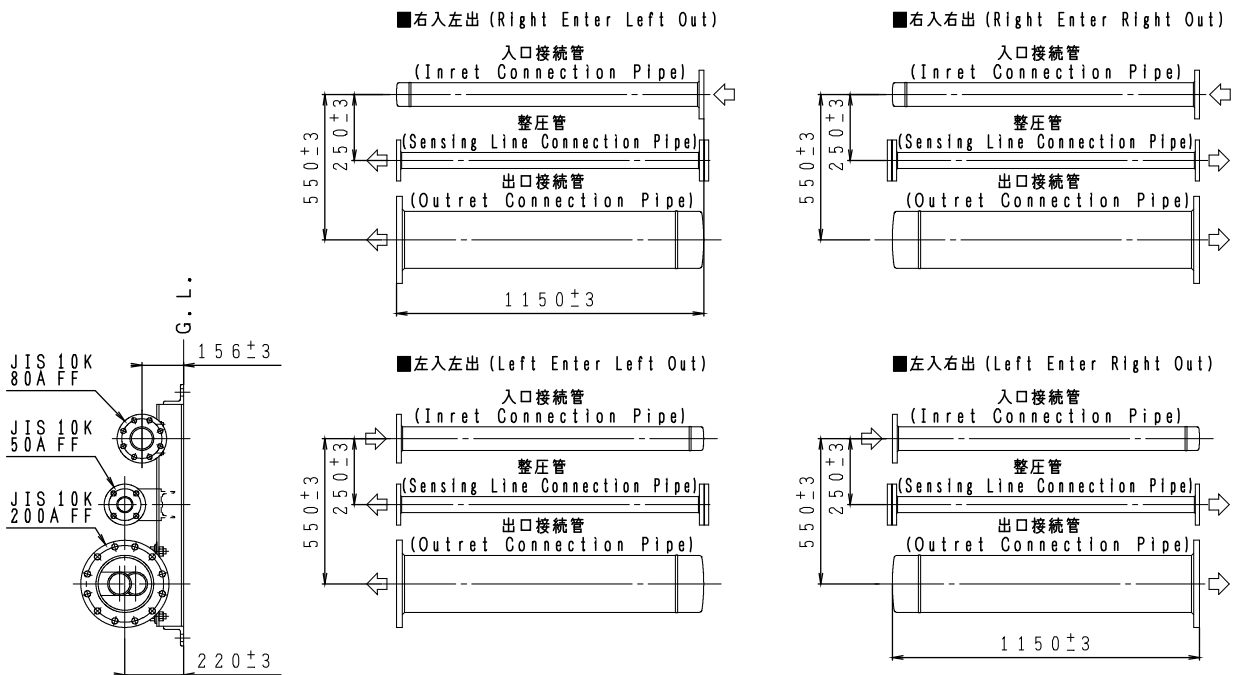 ■右入左出 (Right Enter Left Out)
入口接続管
(Inret Connection Pipe)
整圧管
(Sensing Line Connection Pipe)
出口接続管
(Outret Connection Pipe)
550±3
250±3
1150±3
■右入右出 (Right Enter Right Out)
入口接続管
(Inret Connection Pipe)
整圧管
(Sensing Line Connection Pipe)
出口接続管
(Outret Connection Pipe)
550±3
250±3
G.L.
156±3
JIS 10K
80A FF
JIS 10K
50A FF
JIS 10K
200A FF
220±3
■左入左出 (Left Enter Left Out)
入口接続管
(Inret Connection Pipe)
整圧管
(Sensing Line Connection Pipe)
出口接続管
(Outret Connection Pipe)
550±3
250±3
■左入右出 (Left Enter Right Out)
入口接続管
(Inret Connection Pipe)
整圧管
(Sensing Line Connection Pipe)
出口接続管
(Outret Connection Pipe)
550±3
250±3
1150±3